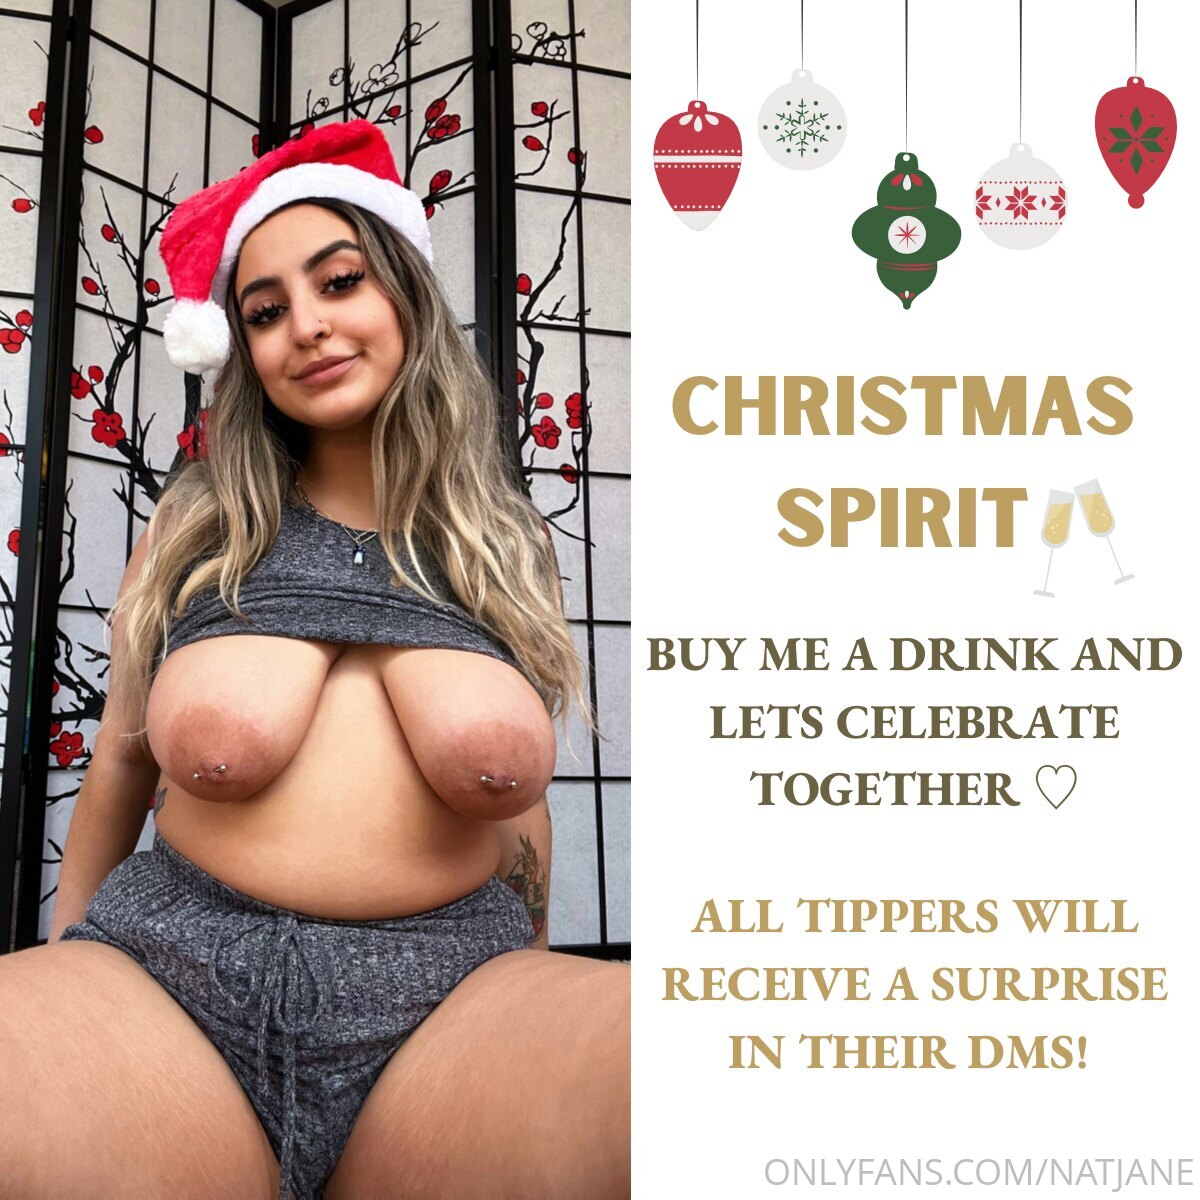 CHRISTMAS
SPIRIT
BUY ME A DRINK AND
LETS CELEBRATE
TOGETHER ♡
ALL TIPPERS WILL
RECEIVE A SURPRISE
IN THEIR DMS!
ONLYFANS.COM/NATJANE